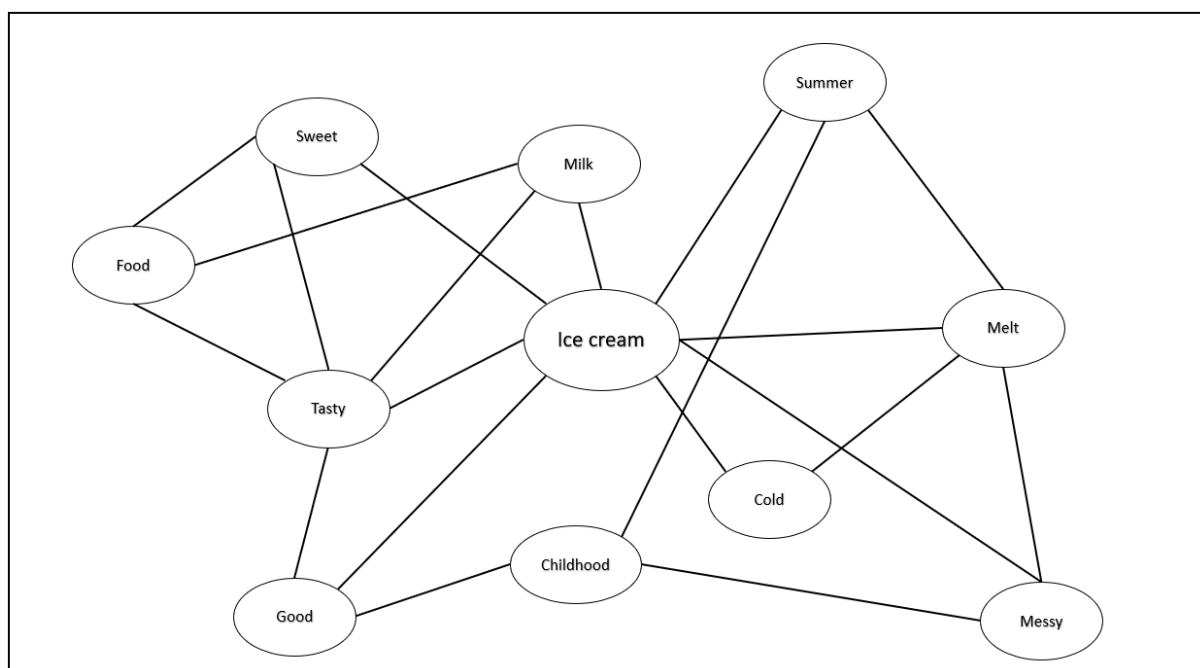 Summer
Sweet
Milk
Food
Melt
Ice cream
Tasty
Cold
Childhood
Good
Messy